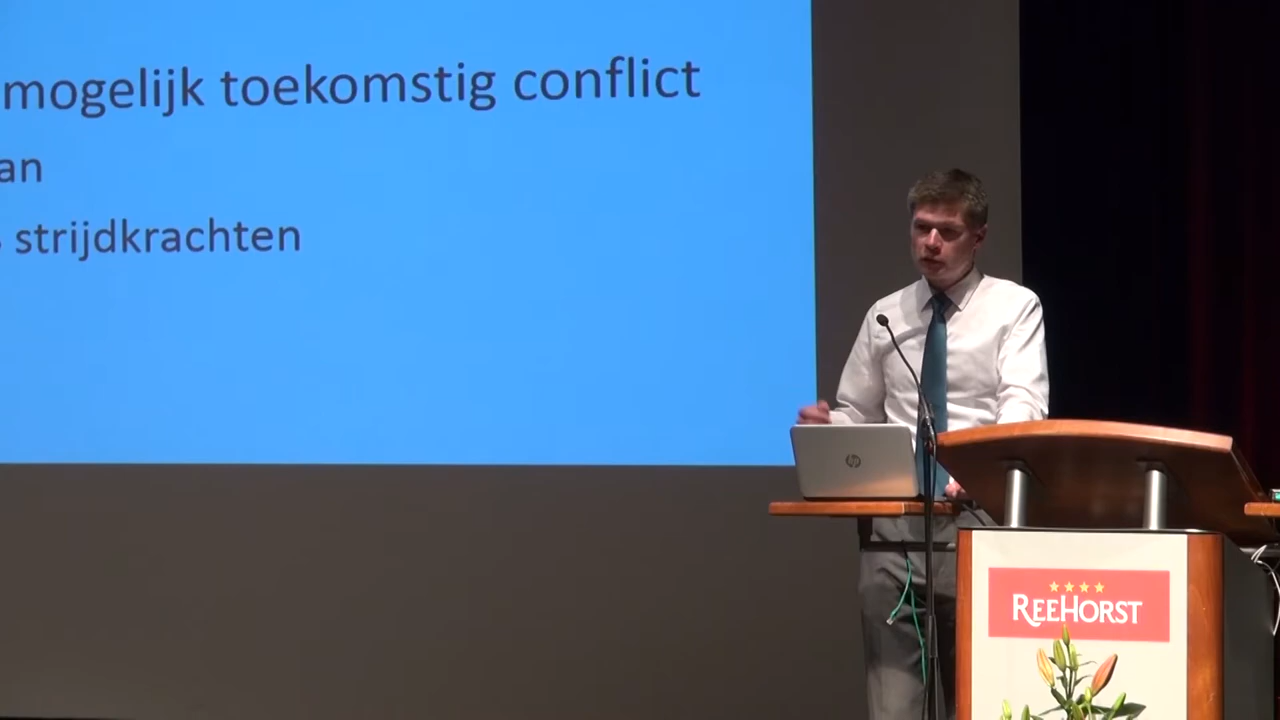 mogelijk toekomstig conflict
an
strijdkrachten
hp
REEHORST